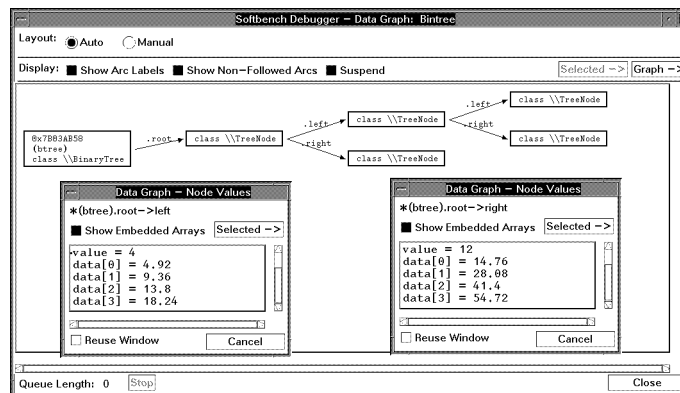 Softbench Debugger – Data Graph: Bintree
Layout: Auto Manual
Display: Show Arc Labels Show Non-Followed Arcs Suspend Selected –> Graph –>
0x7B03AB58
(btree)
class \\BinaryTree
.root
class \\TreeNode
.left
class \\TreeNode
.right
class \\TreeNode
.left
class \\TreeNode
.right
class \\TreeNode
Data Graph – Node Values
*(btree).root–>left
Show Embedded Arrays Selected –>
value = 4
data[0] = 4.92
data[1] = 9.36
data[2] = 13.8
data[3] = 18.24
Reuse Window Cancel
Data Graph – Node Values
*(btree).root–>right
Show Embedded Arrays Selected –>
value = 12
data[0] = 14.76
data[1] = 28.08
data[2] = 41.4
data[3] = 54.72
Reuse Window Cancel
Queue Length: 0 Stop Close